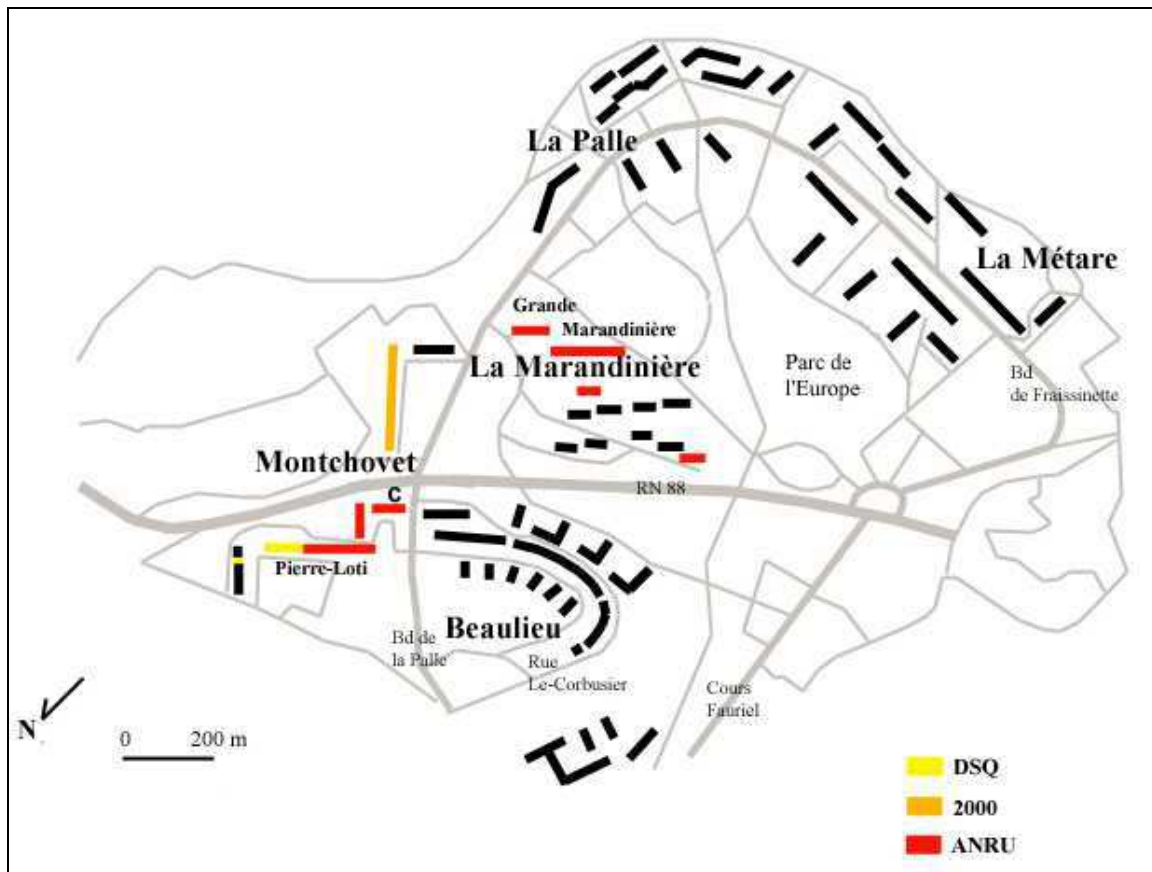 La Palle
La Métare
Grande
Marandinière
La Marandinière
Parc de
l'Europe
Bd
de Fraissinette
Montchovet
C
RN 88
Pierre-Loti
Beaulieu
Bd de
la Palle
Rue
Le-Corbusier
Cours
Fauriel
N
0 200 m
DSQ
2000
ANRU